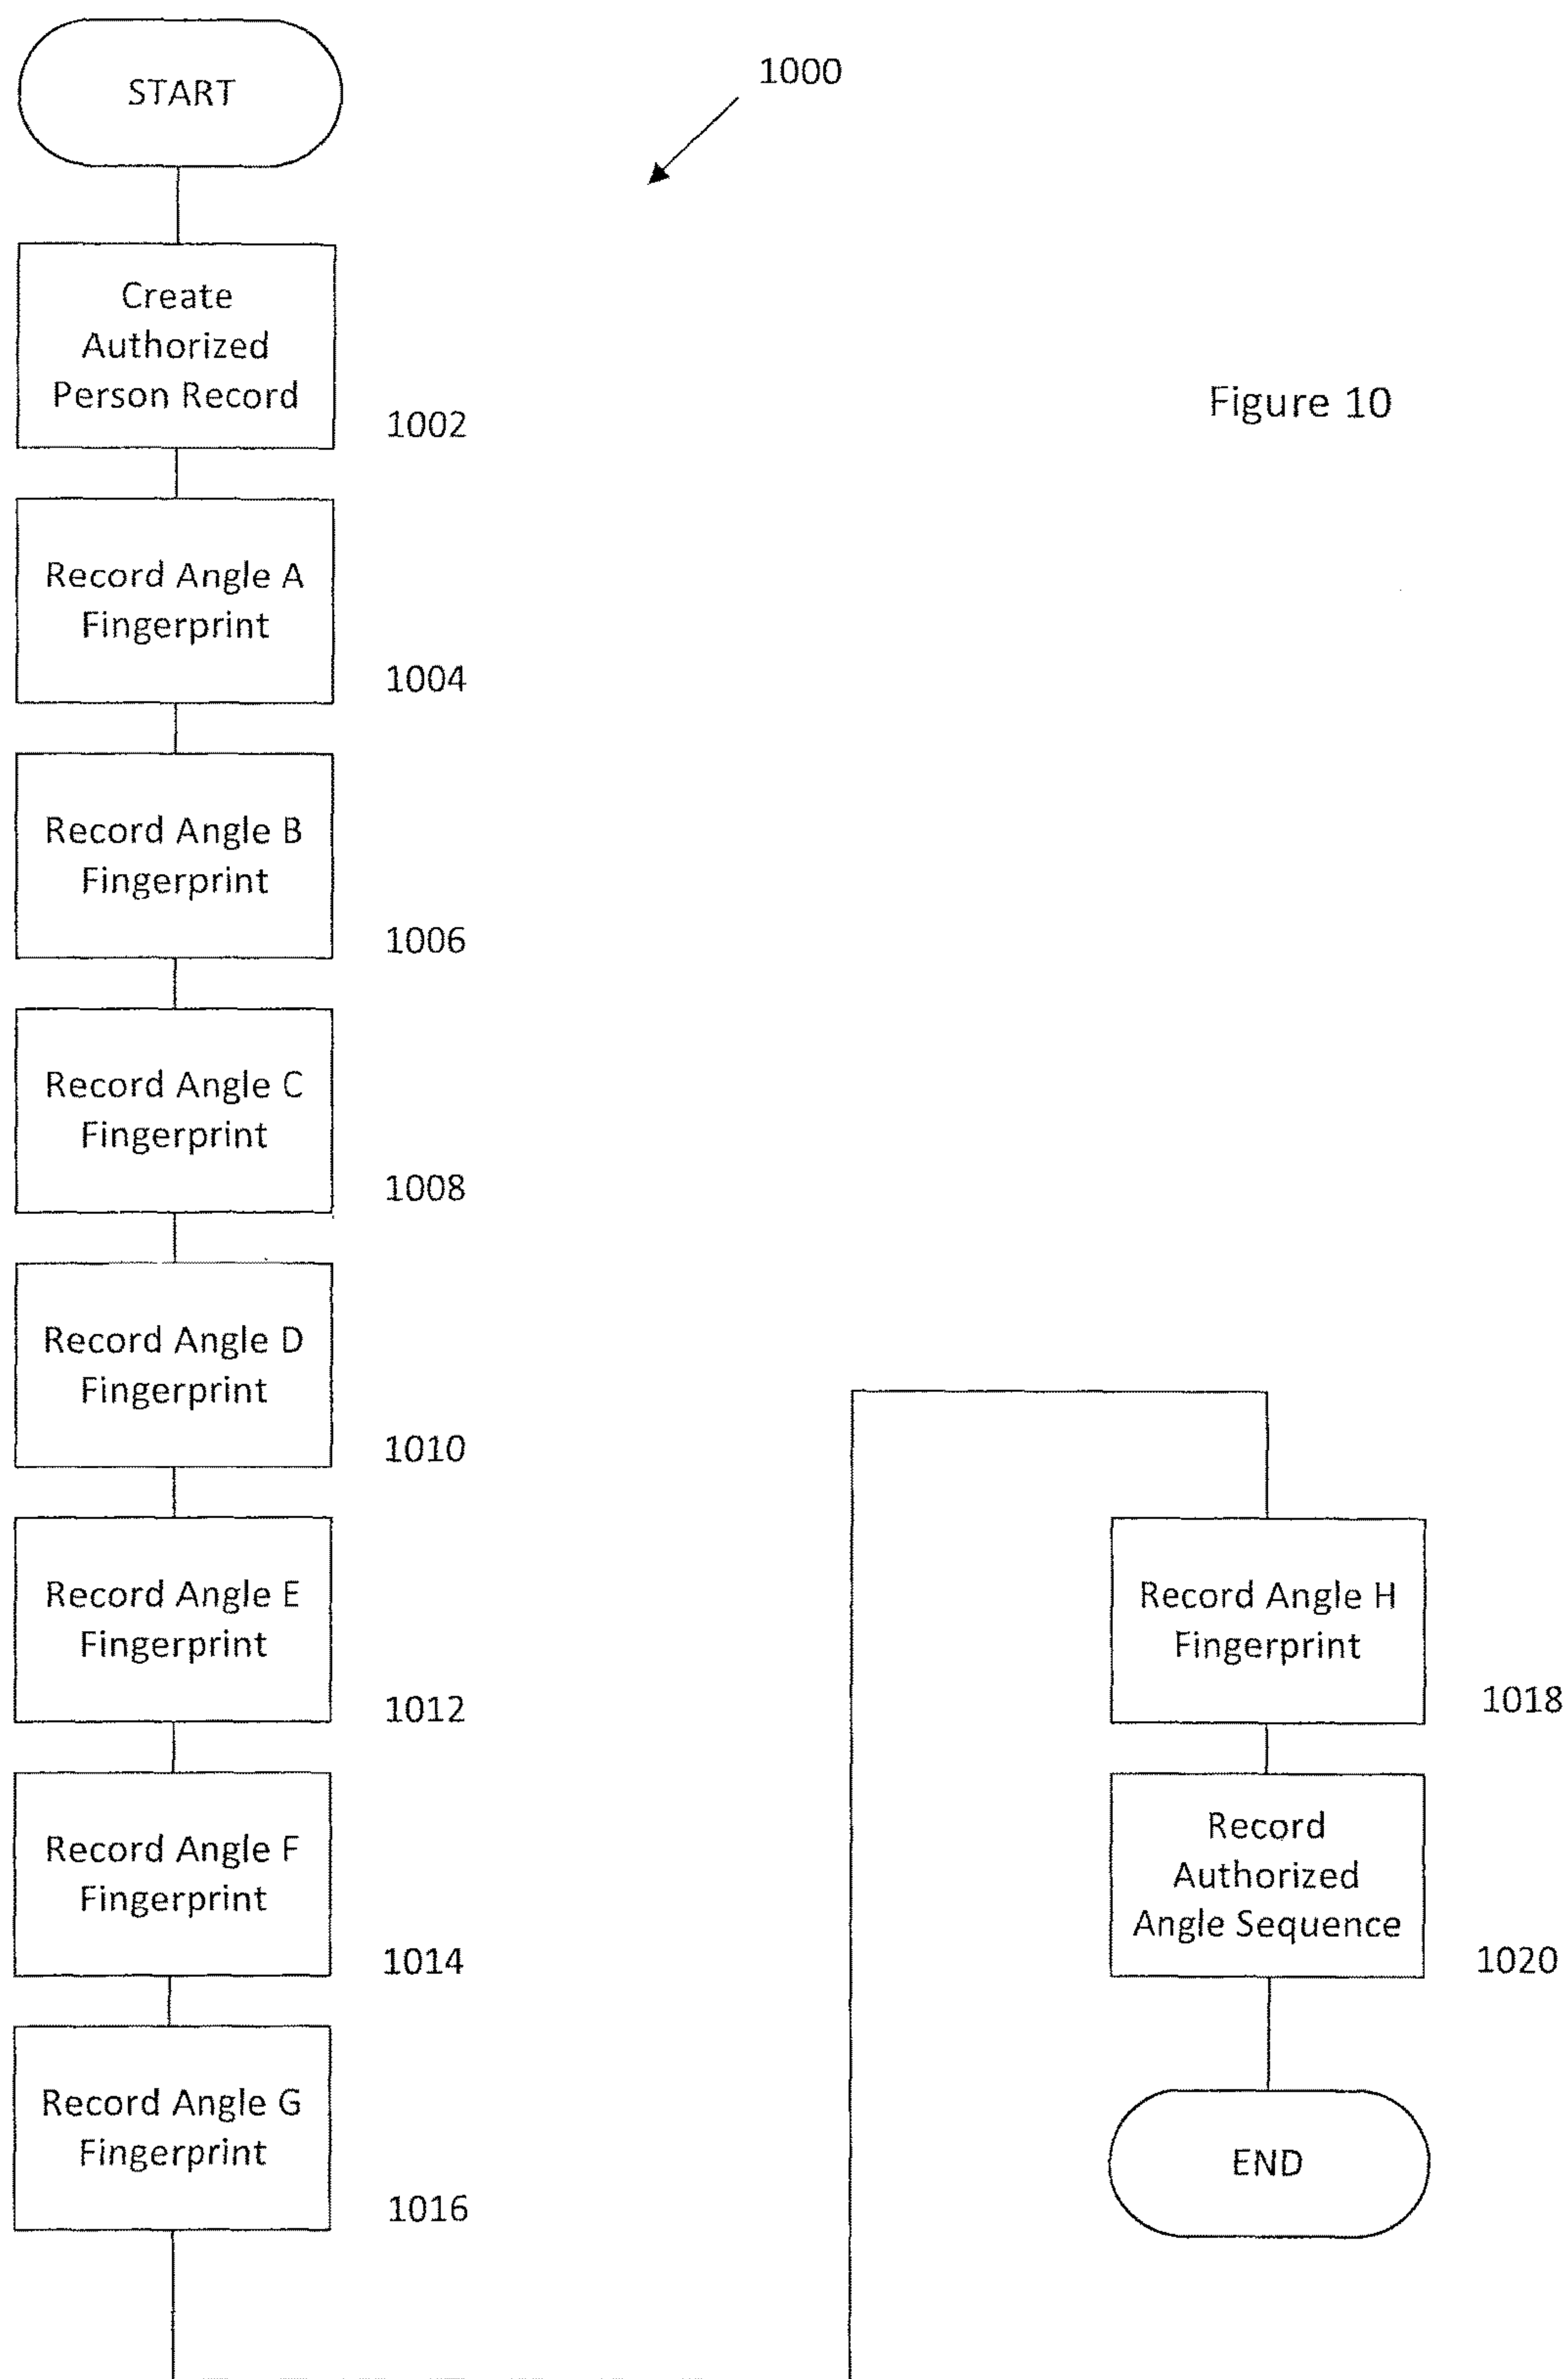 START
1000
Create
Authorized
Person Record
1002
Figure 10
Record Angle A
Fingerprint
1004
Record Angle B
Fingerprint
1006
Record Angle C
Fingerprint
1008
Record Angle D
Fingerprint
1010
Record Angle E
Fingerprint
1012
Record Angle F
Fingerprint
1014
Record Angle G
Fingerprint
1016
Record Angle H
Fingerprint
1018
Record
Authorized
Angle Sequence
1020
END